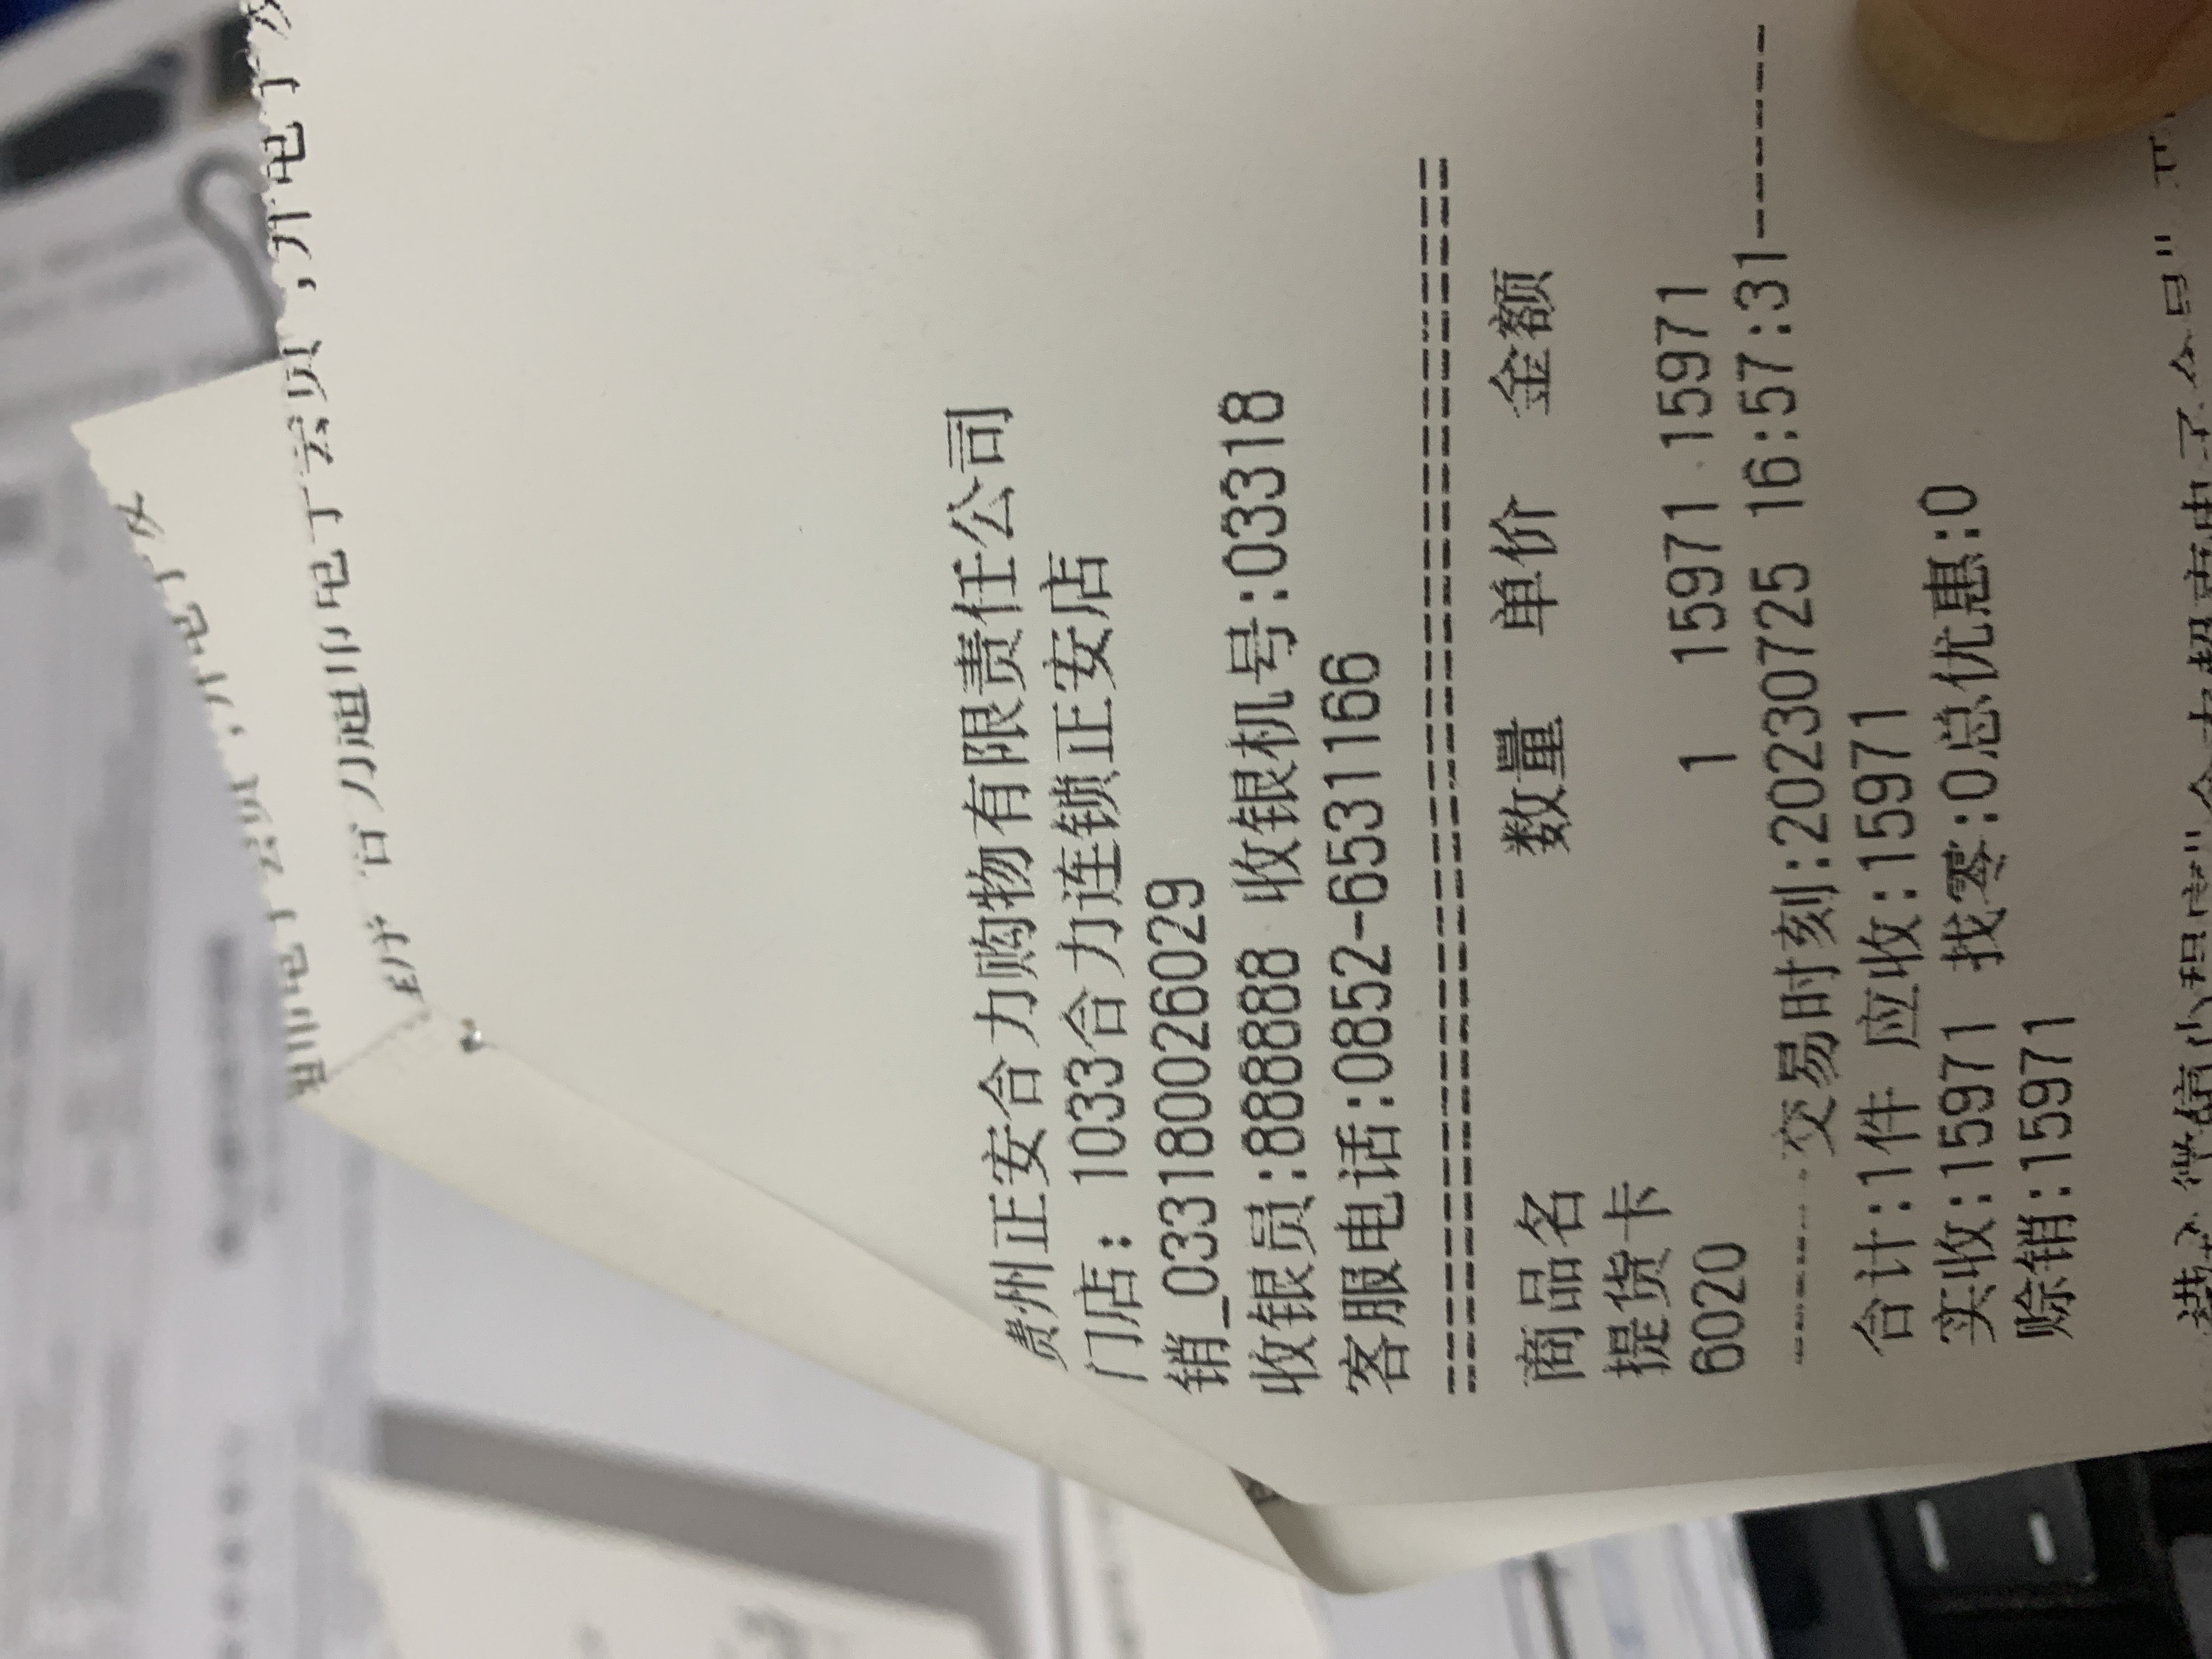 贵州正安合力购物有限责任公司
门店：1033合力连锁正安店
销_033180026029
收银员:88888 收银机号:03318
客服电话:0852-6531166
商品名 数量 单价 金额
提货卡
6020 1 15971 15971
交易时刻:20230725 16:57:31
合计:1件 应收:15971
实收:15971 找零:0总优惠:0
赊销:15971